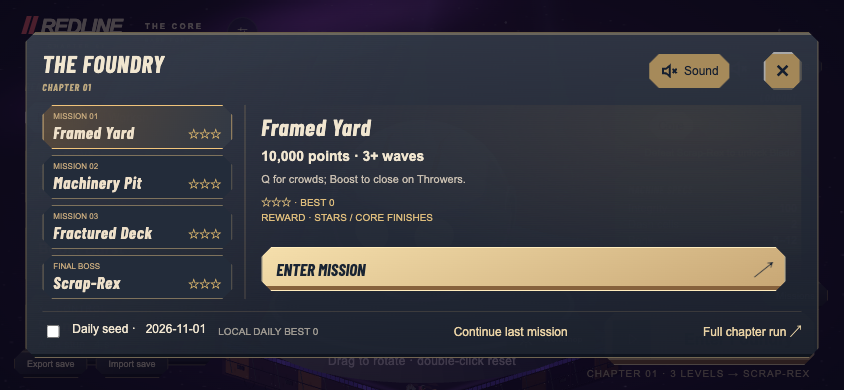 REDLINE THE CORE
THE FOUNDRY
CHAPTER 01
Sound
MISSION 01
Framed Yard ☆☆☆
MISSION 02
Machinery Pit ☆☆☆
MISSION 03
Fractured Deck ☆☆☆
FINAL BOSS
Scrap-Rex ☆☆☆
Framed Yard
10,000 points · 3+ waves
Q for crowds; Boost to close on Throwers.
☆☆☆ · BEST 0
REWARD · STARS / CORE FINISHES
ENTER MISSION
Daily seed · 2026-11-01 LOCAL DAILY BEST 0
Continue last mission
Full chapter run ↗
Export save
Import save
Drag to rotate · double-click reset
CHAPTER 01 · 3 LEVELS → SCRAP-REX